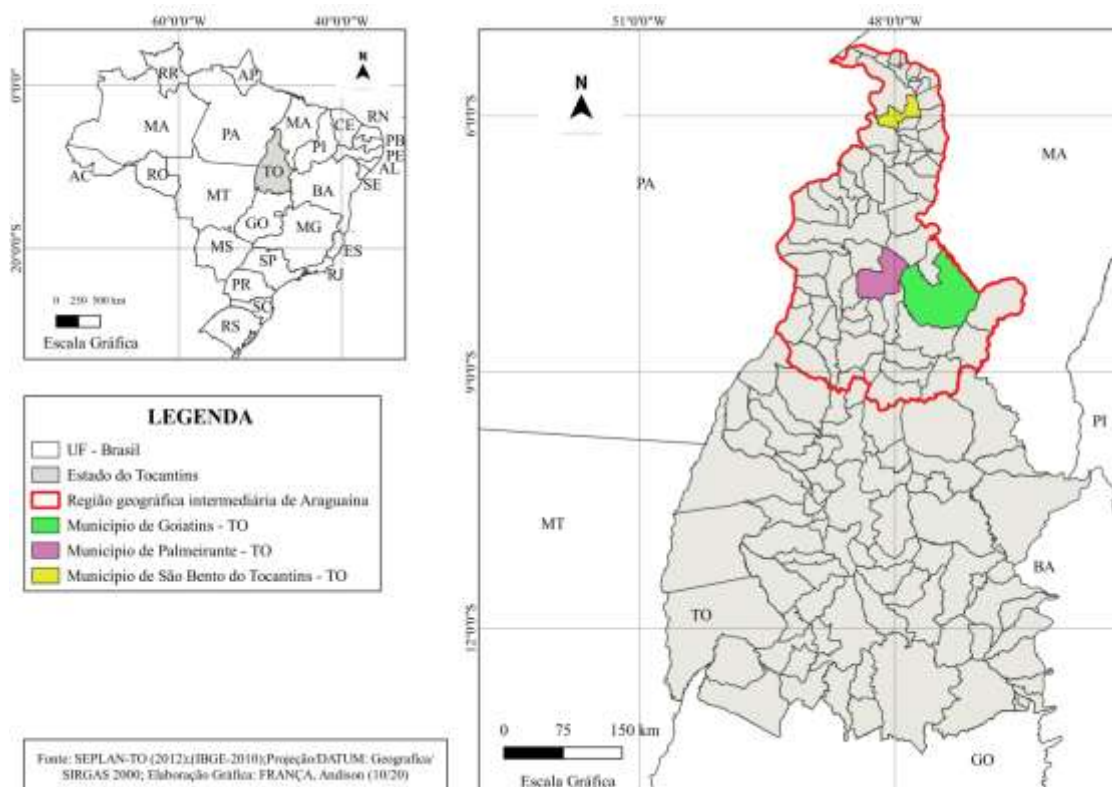 60°0'0"W 40°0'0"W
0°0'0"
20°0'0"S
N
RR AP
MA PA MA CE RN
PI PB
PE
AL
SE
AC RO TO
MT BA
GO
MG
MS ES
SP
RJ
PR
SC
RS
0 250 500 km
Escala Gráfica
LEGENDA
UF - Brasil
Estado do Tocantins
Região geográfica intermediária de Araguaína
Município de Goiatins - TO
Município de Palmeirante - TO
Município de São Bento do Tocantins - TO
Fonte: SEPLAN-TO (2012);(IBGE-2010);Projeção/DATUM: Geografica/
SIRGAS 2000; Elaboração Gráfica: FRANÇA, Andison (10/20)
51°0'0"W 48°0'0"W
6°0'0"S
9°0'0"S
12°0'0"S
N
PA MA
PI
MT
BA
TO
GO
0 75 150 km
Escala Gráfica